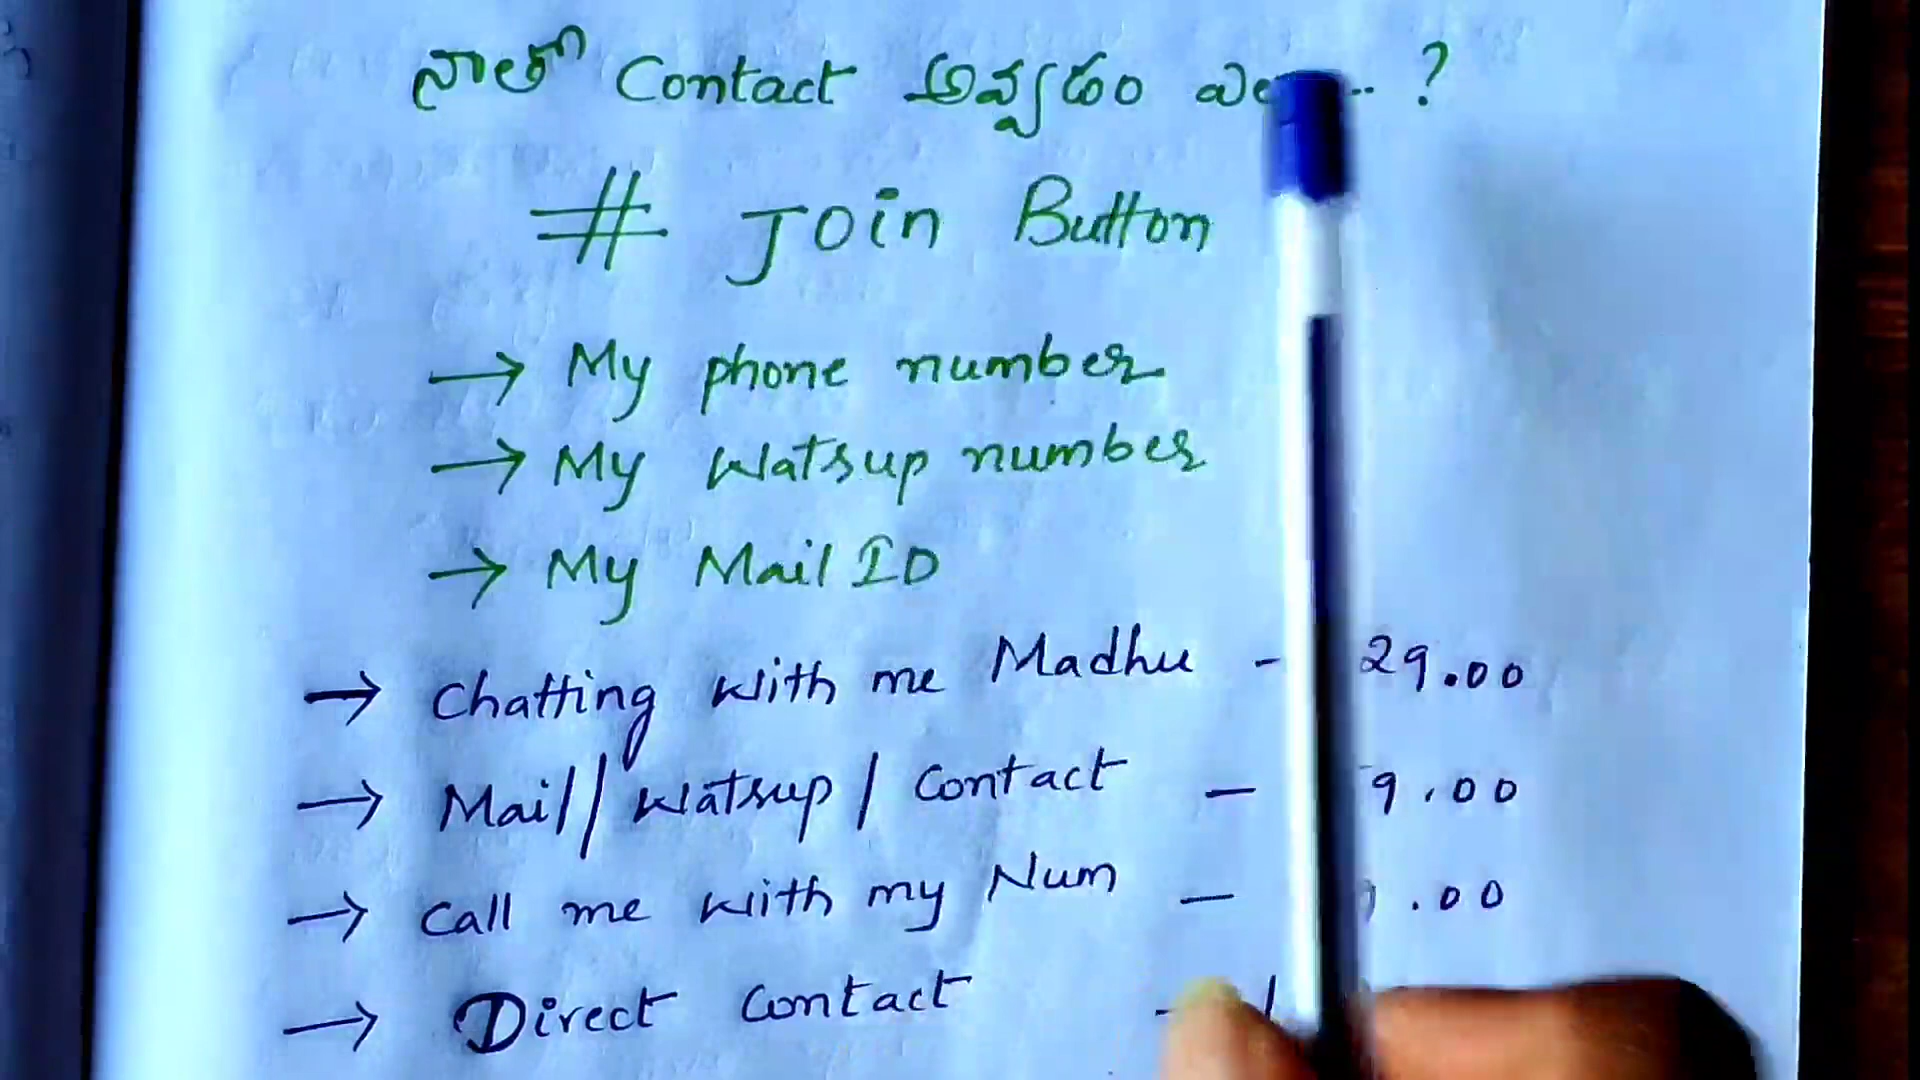 నాతో Contact అవ్వడం ... ?
# Join Button
→ My phone number
→ My Watsup number
→ My Mail ID
→ Chatting with me Madhu - 29.00
→ Mail / Watsup / Contact - 9.00
→ Call me with my Num - .00
→ Direct Contact -